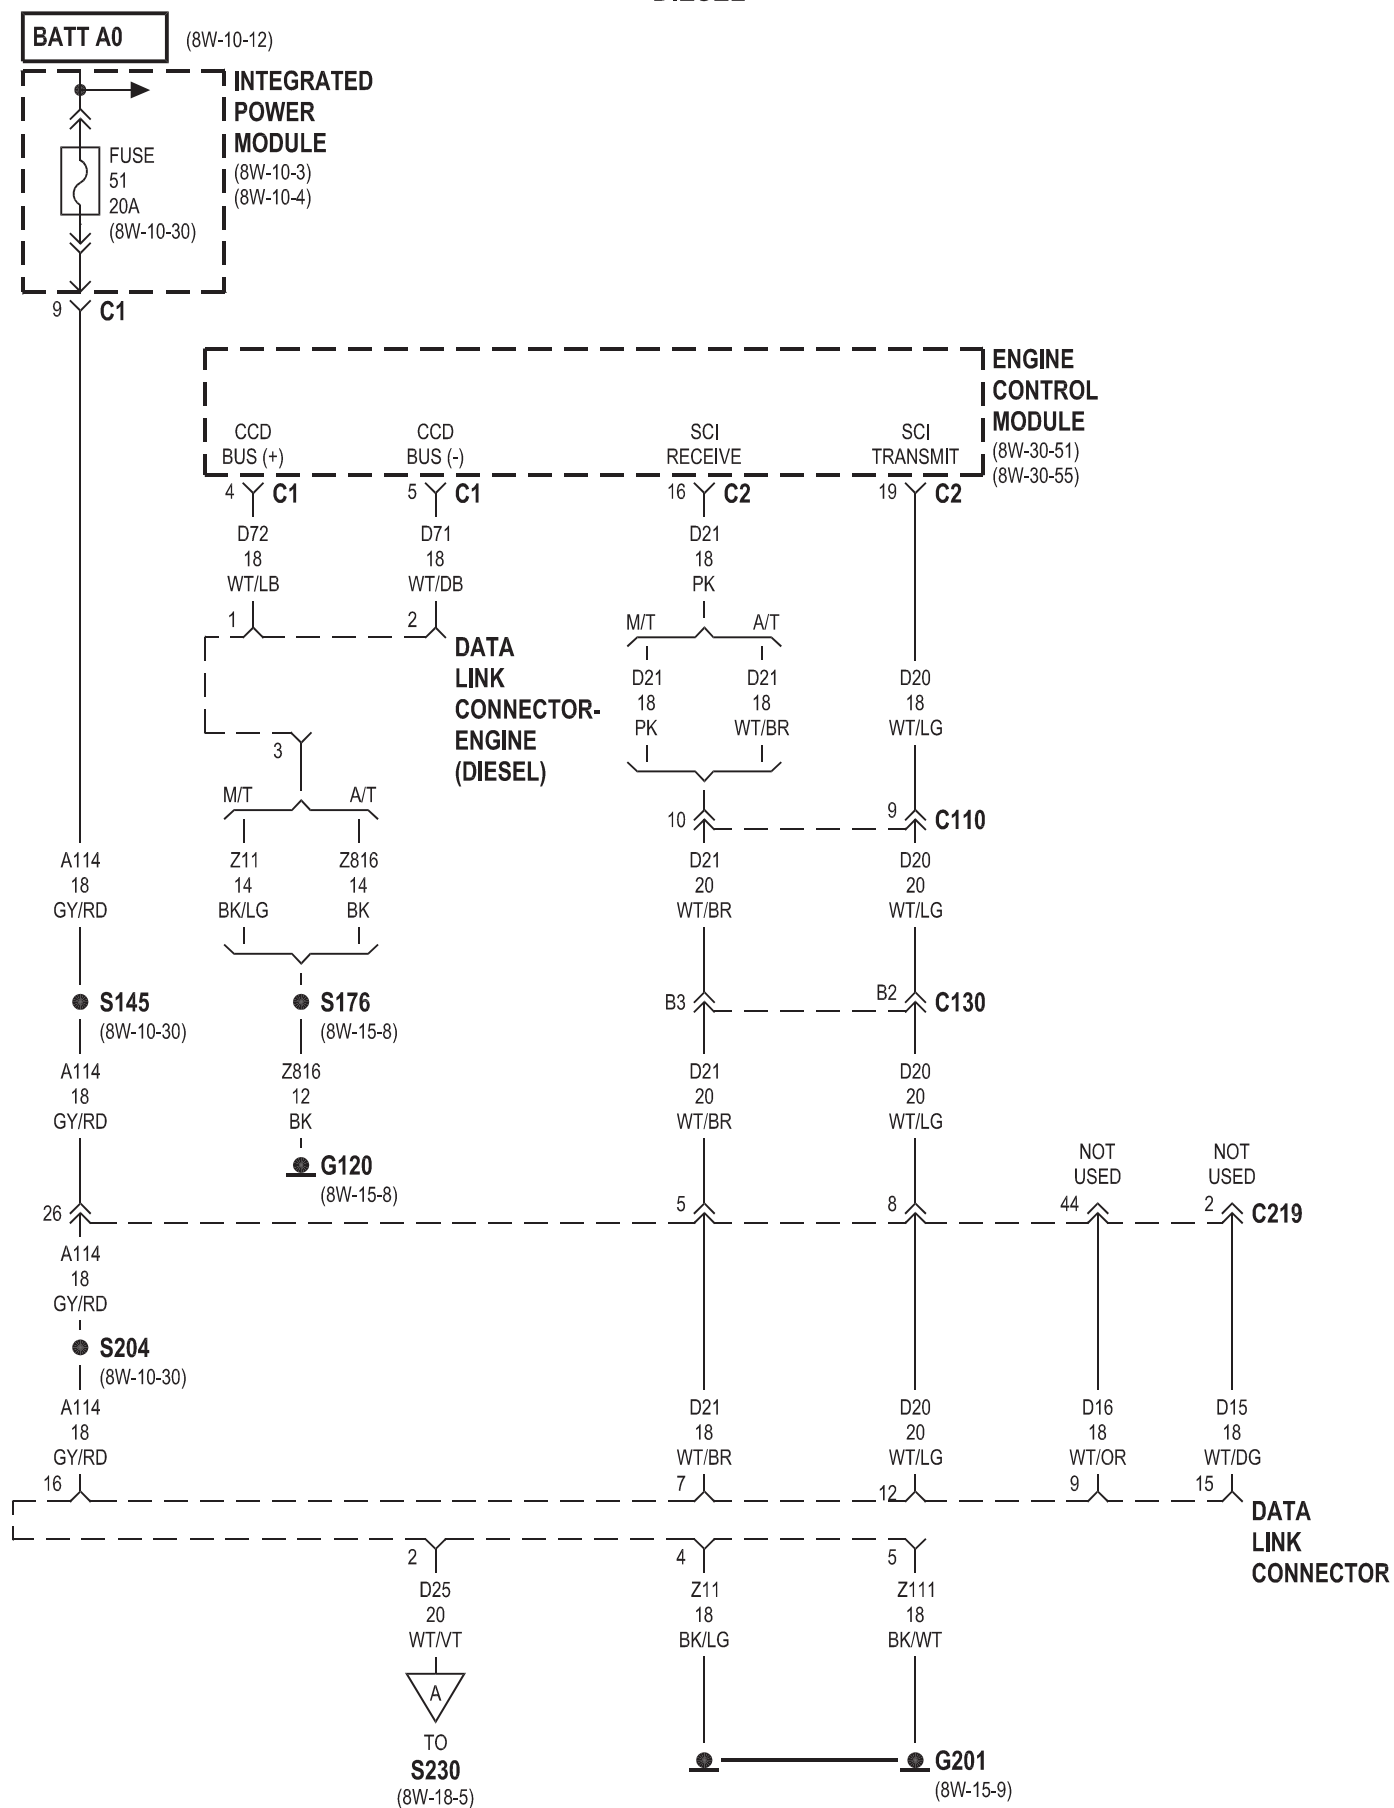 DIESEL
BATT A0 (8W-10-12)
INTEGRATED
POWER
MODULE
(8W-10-3)
(8W-10-4)
FUSE
51
20A
(8W-10-30)
9 C1
ENGINE
CONTROL
MODULE
(8W-30-51)
(8W-30-55)
CCD
BUS (+)
CCD
BUS (-)
SCI
RECEIVE
SCI
TRANSMIT
4 C1 5 C1 16 C2 19 C2
D72 D71 D21
18 18 18
WT/LB WT/DB PK
1 2 M/T A/T
DATA
LINK
CONNECTOR-
ENGINE
(DIESEL)
D21 D21 D20
18 18 18
PK WT/BR WT/LG
3
M/T A/T
10 9 C110
A114 Z11 Z816 D21 D20
18 14 14 20 20
GY/RD BK/LG BK WT/BR WT/LG
S145 S176 B3 B2 C130
(8W-10-30) (8W-15-8)
A114 Z816 D21 D20
18 12 20 20
GY/RD BK WT/BR WT/LG
G120
(8W-15-8)
NOT
USED
NOT
USED
26 5 8 44 2 C219
A114
18
GY/RD
S204
(8W-10-30)
A114 D21 D20 D16 D15
18 18 20 18 18
GY/RD WT/BR WT/LG WT/OR WT/DG
16 7 12 9 15
DATA
LINK
CONNECTOR
2 4 5
D25 Z11 Z111
20 18 18
WT/VT BK/LG BK/WT
A
TO
S230
(8W-18-5)
G201
(8W-15-9)